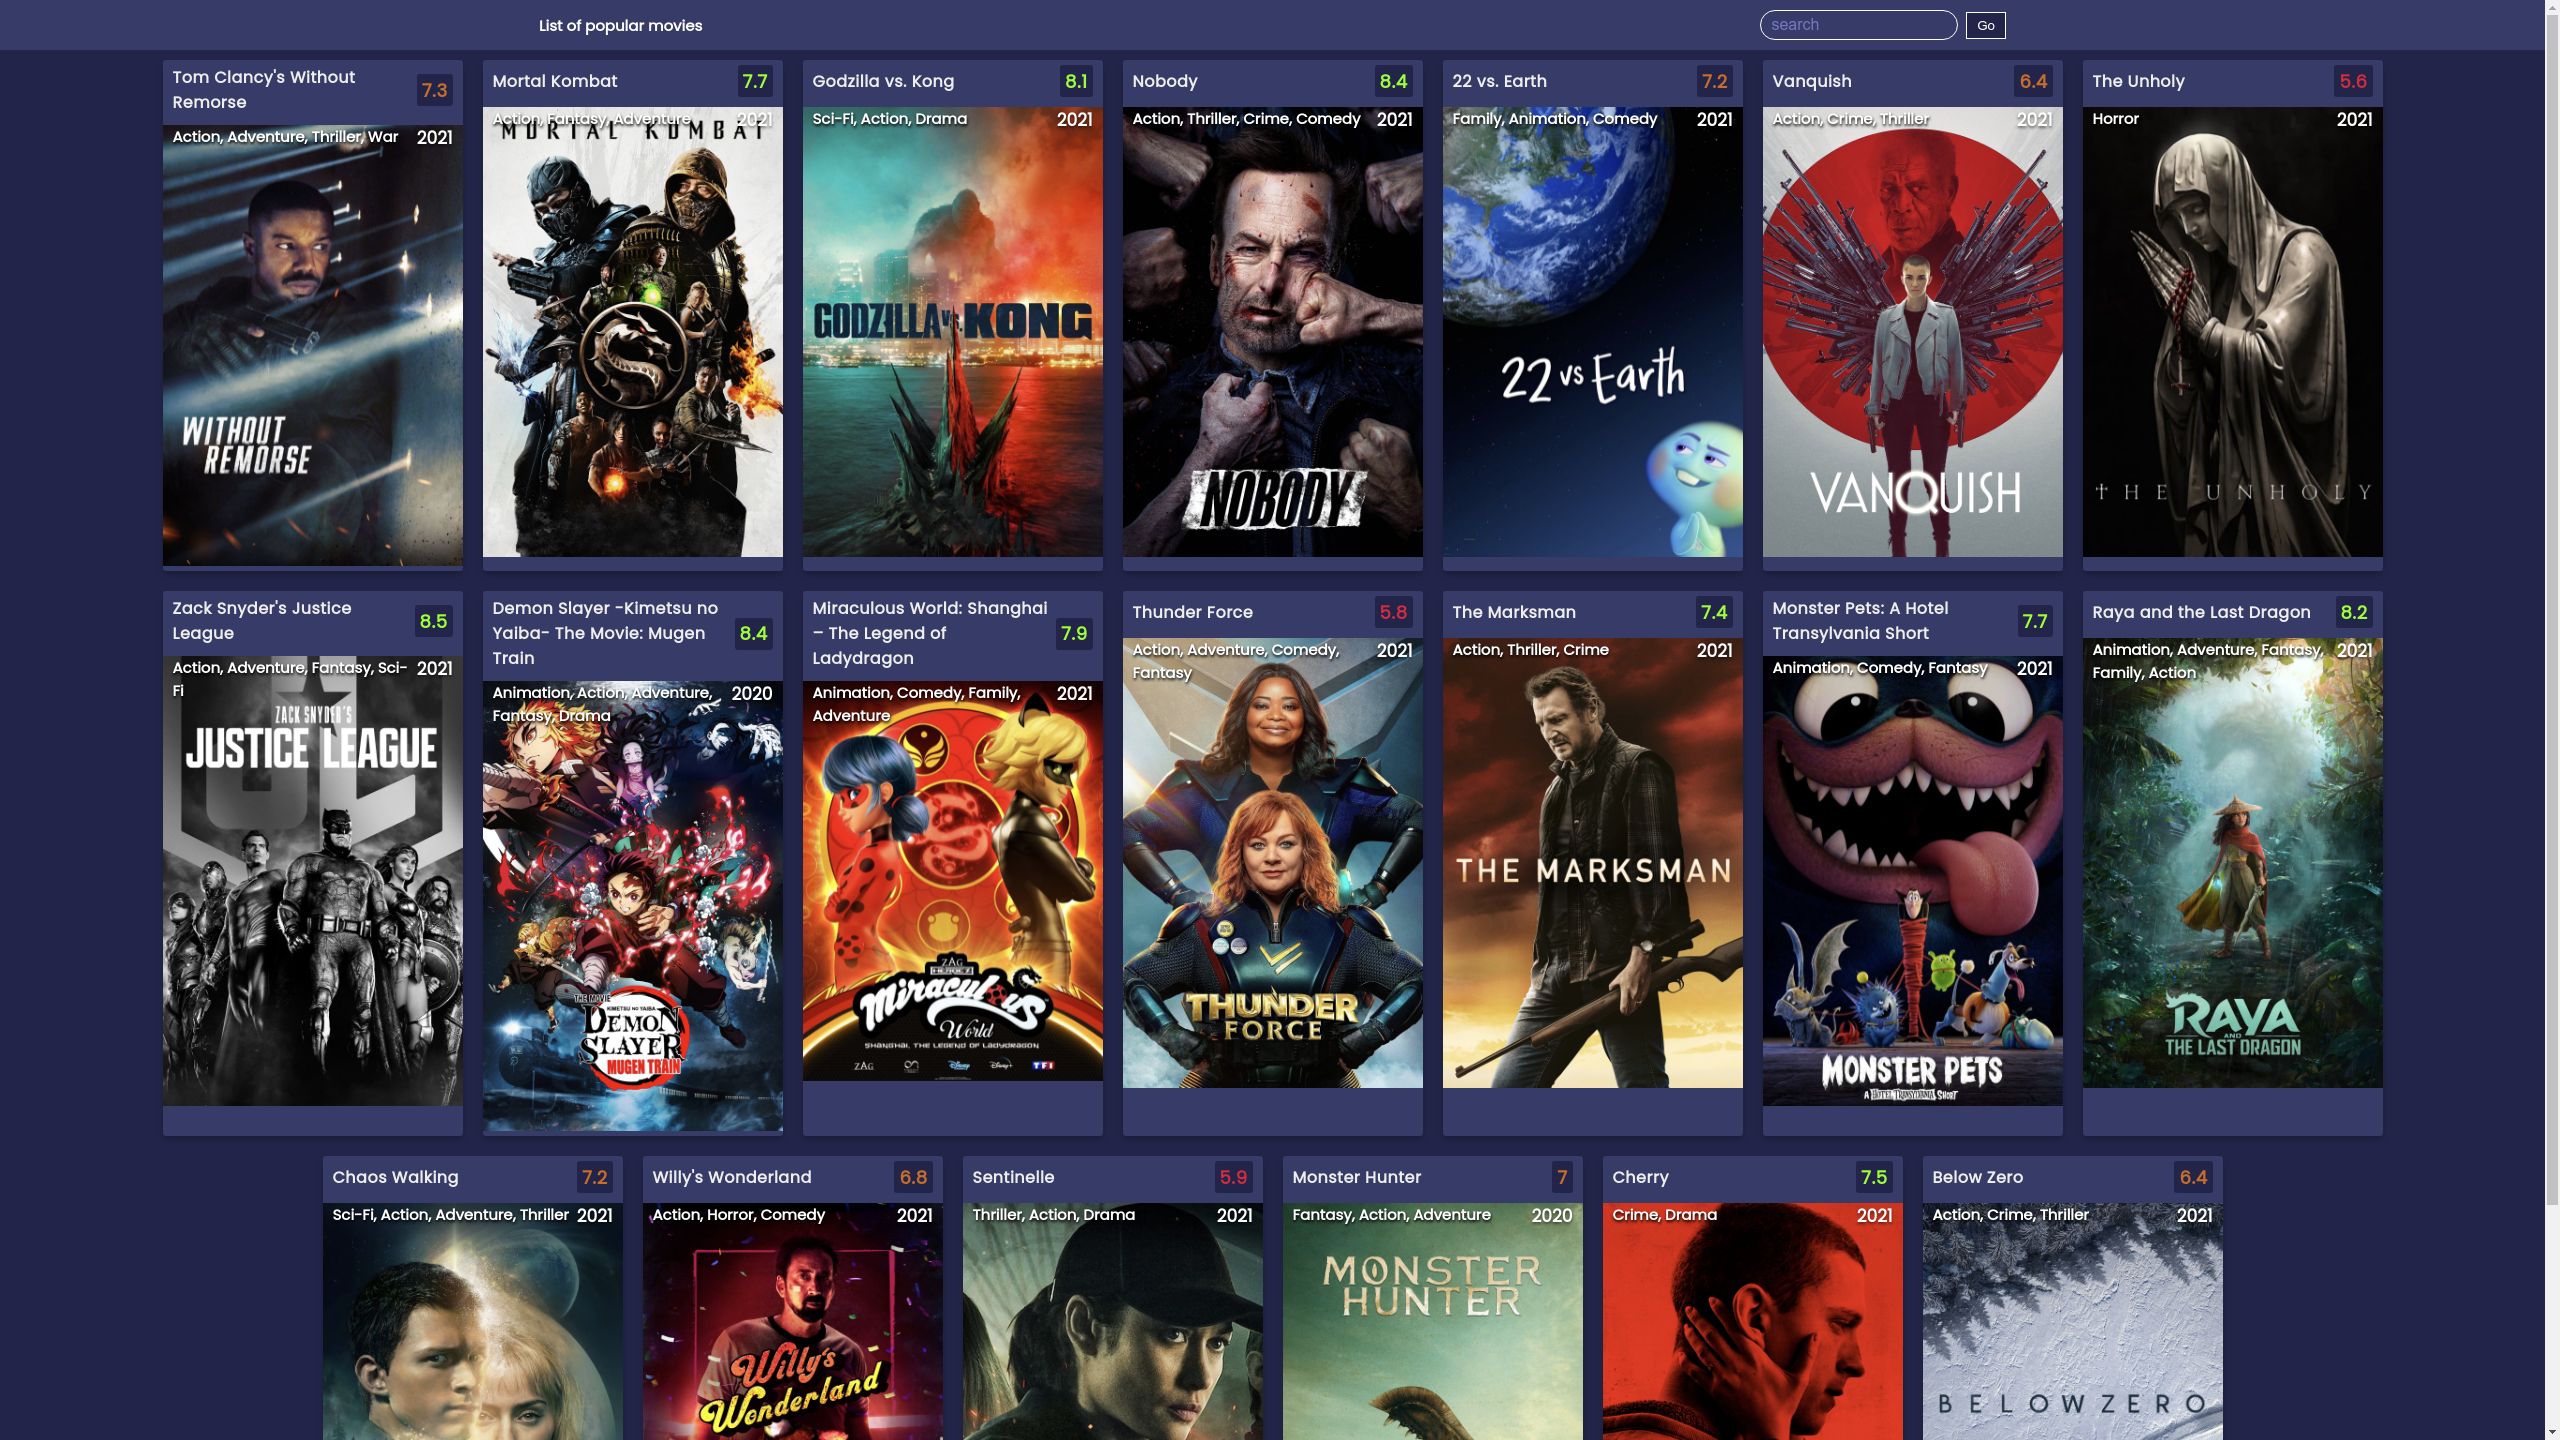 List of popular movies
search
Go
Tom Clancy's Without
Remorse
7.3
Action, Adventure, Thriller, War
2021
WITHOUT
REMORSE
Mortal Kombat
7.7
Action, Fantasy, Adventure
2021
MORTAL KOMBAT
Godzilla vs. Kong
8.1
Sci-Fi, Action, Drama
2021
GODZILLA VS. KONG
Nobody
8.4
Action, Thriller, Crime, Comedy
2021
NOBODY
22 vs. Earth
7.2
Family, Animation, Comedy
2021
22 vs Earth
Vanquish
6.4
Action, Crime, Thriller
2021
VANQUISH
The Unholy
5.6
Horror
2021
THE UNHOLY
Zack Snyder's Justice
League
8.5
Action, Adventure, Fantasy, Sci-
Fi
2021
ZACK SNYDER'S
JUSTICE LEAGUE
Demon Slayer -Kimetsu no
Yaiba- The Movie: Mugen
Train
8.4
Animation, Action, Adventure,
Fantasy, Drama
2020
THE MOVIE
KIMETSU NO YAIBA
DEMON
SLAYER
MUGEN TRAIN
Miraculous World: Shanghai
– The Legend of
Ladydragon
7.9
Animation, Comedy, Family,
Adventure
2021
ZAG
HEROEZ
Miraculous
World
SHANGHAI, THE LEGEND OF LADYDRAGON
ZAG
Disney
Disney+
TF1
Thunder Force
5.8
Action, Adventure, Comedy,
Fantasy
2021
THUNDER
FORCE
The Marksman
7.4
Action, Thriller, Crime
2021
THE MARKSMAN
Monster Pets: A Hotel
Transylvania Short
7.7
Animation, Comedy, Fantasy
2021
MONSTER PETS
A HOTEL TRANSYLVANIA SHORT
Raya and the Last Dragon
8.2
Animation, Adventure, Fantasy,
Family, Action
2021
RAYA
AND
THE LAST DRAGON
Chaos Walking
7.2
Sci-Fi, Action, Adventure, Thriller
2021
Willy's Wonderland
6.8
Action, Horror, Comedy
2021
Willy's
Wonderland
Sentinelle
5.9
Thriller, Action, Drama
2021
Monster Hunter
7
Fantasy, Action, Adventure
2020
MONSTER
HUNTER
Cherry
7.5
Crime, Drama
2021
Below Zero
6.4
Action, Crime, Thriller
2021
BELOWZERO